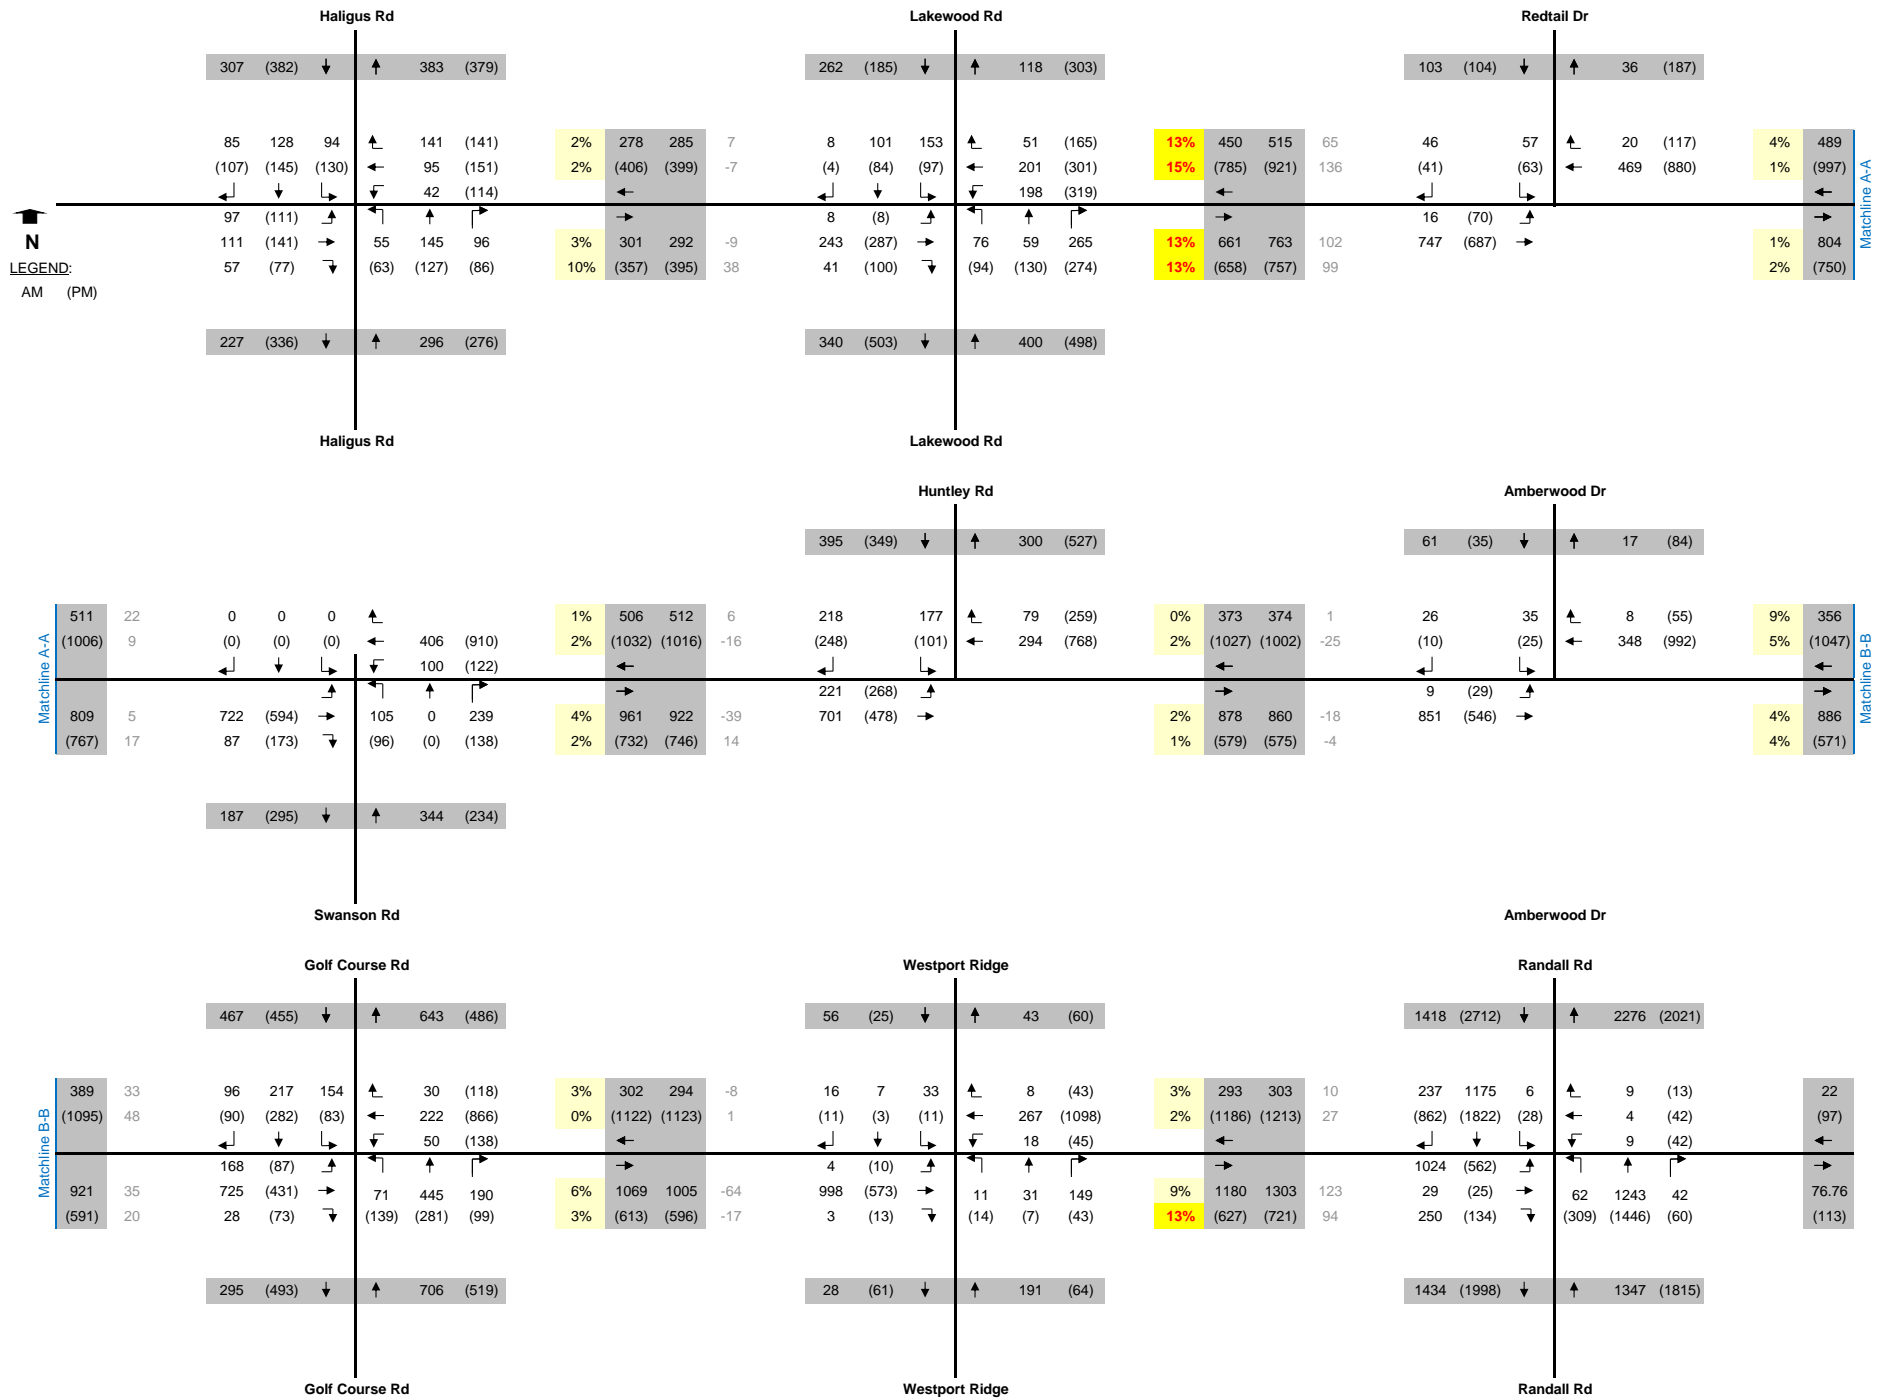 Haligus Rd Lakewood Rd Redtail Dr
307 (382) 383 (379) 262 (185) 118 (303) 103 (104) 36 (187)
85 128 94 141 (141) 2% 278 285 7 8 101 153 51 (165) 13% 450 515 65 46 57 20 (117) 4% 489
(107) (145) (130) 95 (151) 2% (406) (399) -7 (4) (84) (97) 201 (301) 15% (785) (921) 136 (41) (63) 469 (880) 1% (997)
42 (114) 198 (319)
Matchline A-A
97 (111) 8 (8) 16 (70)
N 111 (141) 55 145 96 3% 301 292 -9 243 (287) 76 59 265 13% 661 763 102 747 (687) 1% 804
LEGEND: 57 (77) (63) (127) (86) 10% (357) (395) 38 41 (100) (94) (130) (274) 13% (658) (757) 99 2% (750)
AM (PM)
227 (336) 296 (276) 340 (503) 400 (498)
Haligus Rd Lakewood Rd
Huntley Rd Amberwood Dr
395 (349) 300 (527) 61 (35) 17 (84)
511 22 0 0 0 1% 506 512 6 218 177 79 (259) 0% 373 374 1 26 35 8 (55) 9% 356
(1006) 9 (0) (0) (0) 406 (910) 2% (1032) (1016) -16 (248) (101) 294 (768) 2% (1027) (1002) -25 (10) (25) 348 (992) 5% (1047)
100 (122)
Matchline A-A Matchline B-B
221 (268) 9 (29)
809 5 722 (594) 105 0 239 4% 961 922 -39 701 (478) 2% 878 860 -18 851 (546) 4% 886
(767) 17 87 (173) (96) (0) (138) 2% (732) (746) 14 1% (579) (575) -4 4% (571)
187 (295) 344 (234)
Swanson Rd Amberwood Dr
Golf Course Rd Westport Ridge Randall Rd
467 (455) 643 (486) 56 (25) 43 (60) 1418 (2712) 2276 (2021)
389 33 96 217 154 30 (118) 3% 302 294 -8 16 7 33 8 (43) 3% 293 303 10 237 1175 6 9 (13) 22
(1095) 48 (90) (282) (83) 222 (866) 0% (1122) (1123) 1 (11) (3) (11) 267 (1098) 2% (1186) (1213) 27 (862) (1822) (28) 4 (42) (97)
50 (138) 18 (45) 9 (42)
Matchline B-B
168 (87) 4 (10) 1024 (562)
921 35 725 (431) 71 445 185 6% 1069 1005 -64 998 (573) 11 31 149 9% 1180 1303 123 29 (25) 62 1243 42 76.76
(591) 20 28 (73) (139) (281) (99) 3% (613) (596) -17 3 (13) (14) (7) (43) 13% (627) (721) 94 250 (134) (309) (1446) (60) (113)
295 (493) 706 (519) 28 (61) 191 (64) 1434 (1998) 1347 (1815)
Golf Course Rd Westport Ridge Randall Rd